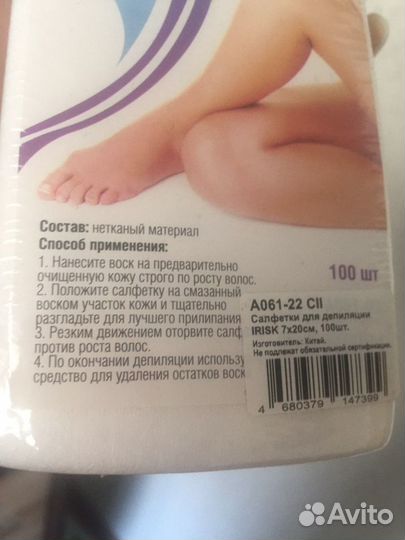 Состав: нетканый материал
Способ применения:
1. Нанесите воск на предварительно
очищенную кожу строго по росту волос.
2. Положите салфетку на смазанный
воском участок кожи и тщательно
разгладьте для лучшего прилипания
3. Резким движением оторвите
против роста волос.
4. По окончании депиляции
средство для удаления остатков
100 шт
A061-22 CII
Салфетки для депиляции
IRISK 7x20см, 100шт.
Изготовитель: Китай.
Не подлежат обязательной сертификации.
4 680379 147399
Avito